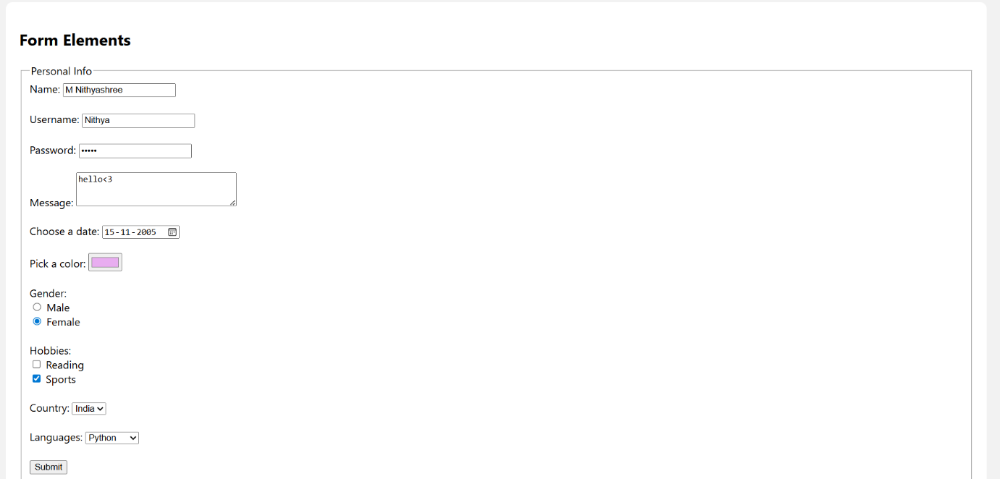 Form Elements
Personal Info
Name: M Nithyashree
Username: Nithya
Password: •••••
hello<3
Message:
Choose a date: 15-11-2005
Pick a color:
Gender:
Male
Female
Hobbies:
Reading
Sports
Country: India
Languages: Python
Submit